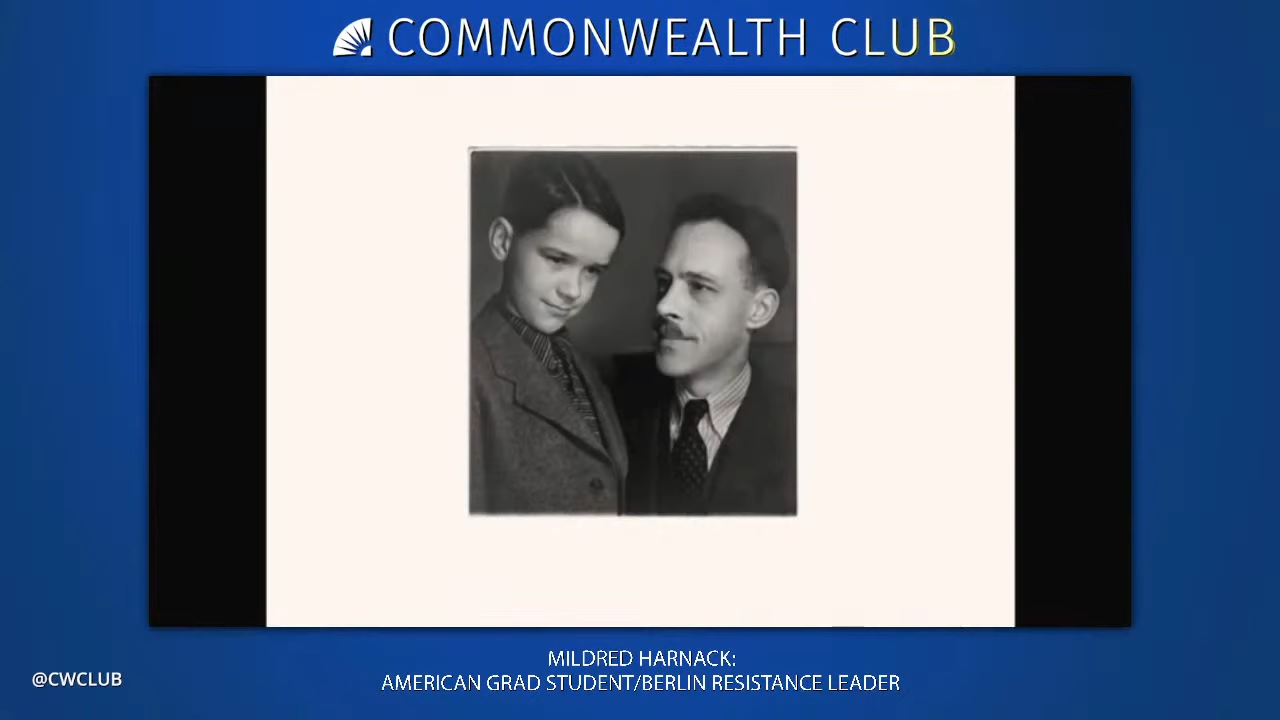 COMMONWEALTH CLUB
MILDRED HARNACK:
@CWCLUB
AMERICAN GRAD STUDENT/BERLIN RESISTANCE LEADER